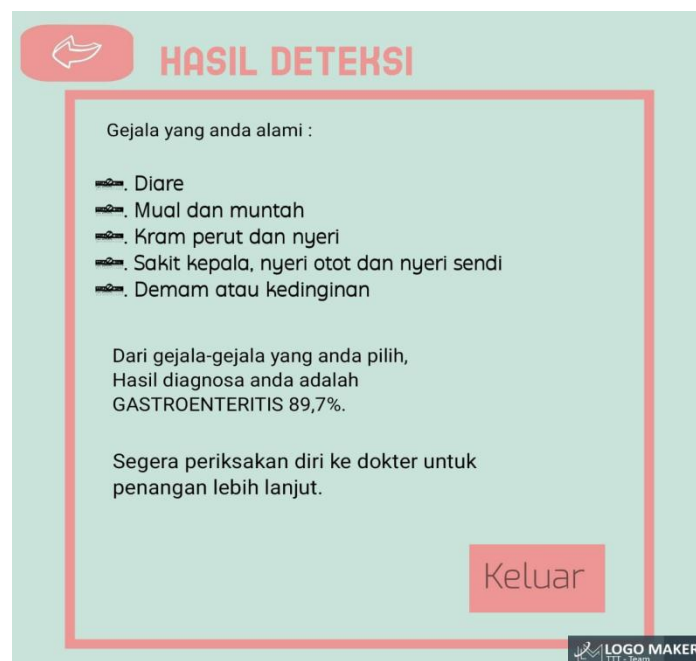 HASIL DETEKSI
Gejala yang anda alami :
. Diare
. Mual dan muntah
. Kram perut dan nyeri
. Sakit kepala, nyeri otot dan nyeri sendi
. Demam atau kedinginan
Dari gejala-gejala yang anda pilih,
Hasil diagnosa anda adalah
GASTROENTERITIS 89,7%.
Segera periksakan diri ke dokter untuk
penangan lebih lanjut.
Keluar
LOGO MAKER
TTT - Team